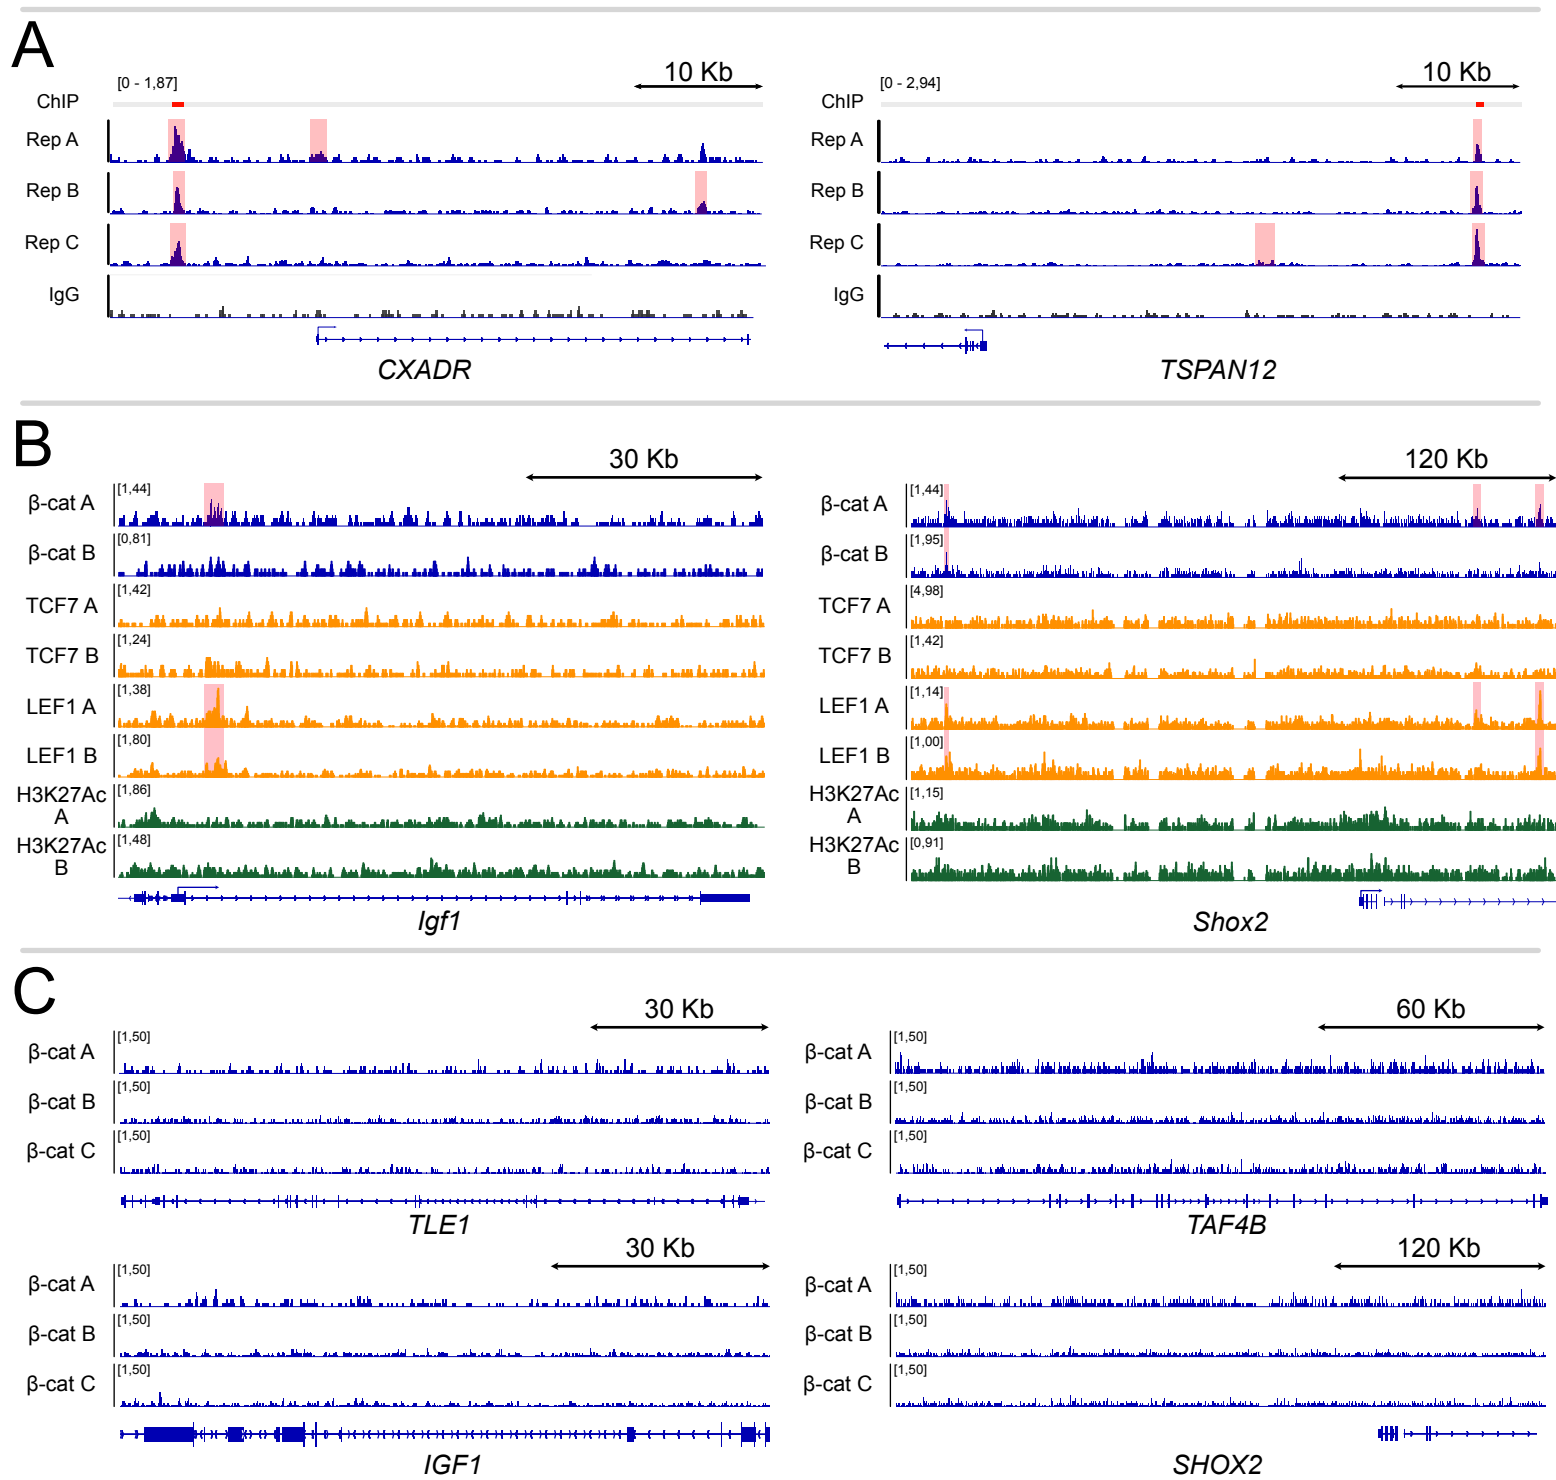 A
[0 - 1,87]
10 Kb
ChIP
Rep A
Rep B
Rep C
IgG
CXADR
[0 - 2,94]
10 Kb
ChIP
Rep A
Rep B
Rep C
IgG
TSPAN12
B
30 Kb
β-cat A
[1,44]
β-cat B
[0,81]
TCF7 A
[1,42]
TCF7 B
[1,24]
LEF1 A
[1,38]
LEF1 B
[1,80]
H3K27Ac
A
[1,86]
H3K27Ac
B
[1,48]
Igf1
120 Kb
β-cat A
[1,44]
β-cat B
[1,95]
TCF7 A
[4,98]
TCF7 B
[1,42]
LEF1 A
[1,14]
LEF1 B
[1,00]
H3K27Ac
A
[1,15]
H3K27Ac
B
[0,91]
Shox2
C
30 Kb
β-cat A
[1,50]
β-cat B
[1,50]
β-cat C
[1,50]
TLE1
60 Kb
β-cat A
[1,50]
β-cat B
[1,50]
β-cat C
[1,50]
TAF4B
30 Kb
β-cat A
[1,50]
β-cat B
[1,50]
β-cat C
[1,50]
IGF1
120 Kb
β-cat A
[1,50]
β-cat B
[1,50]
β-cat C
[1,50]
SHOX2